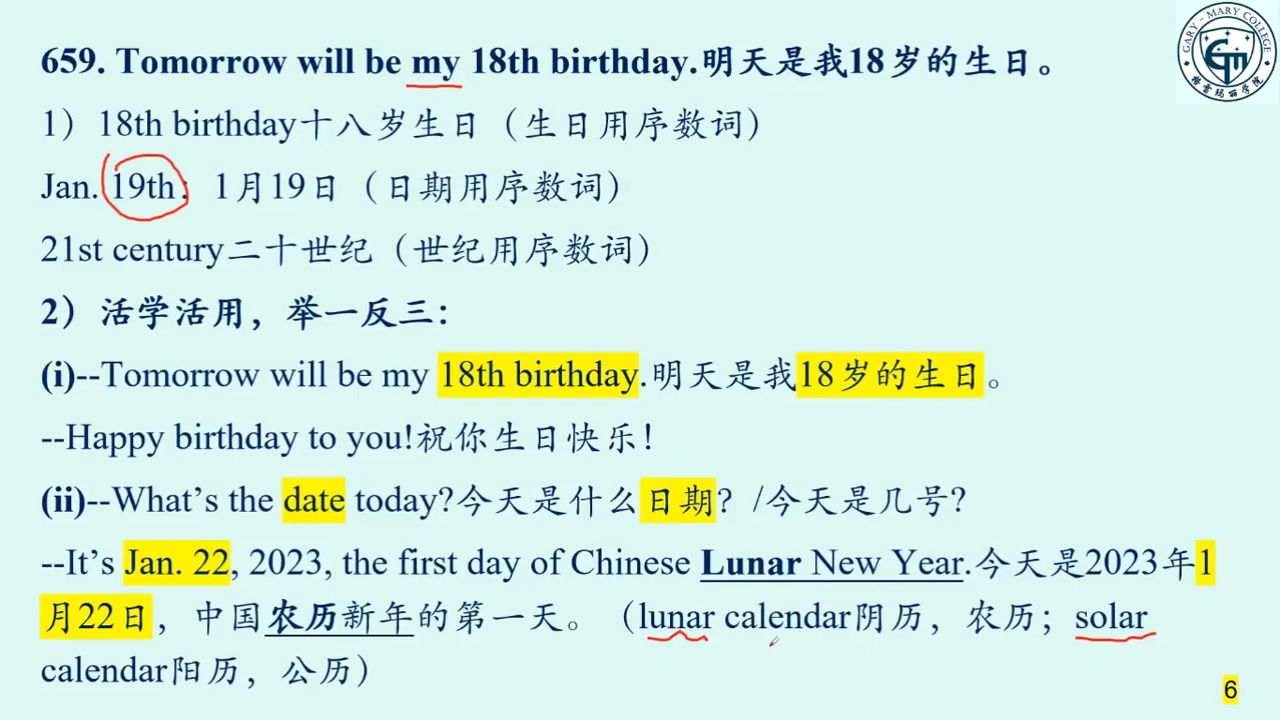 659. Tomorrow will be my 18th birthday.明天是我18岁的生日。
1）18th birthday十八岁生日（生日用序数词）
Jan. 19th：1月19日（日期用序数词）
21st century二十世纪（世纪用序数词）
2）活学活用，举一反三：
(i)--Tomorrow will be my 18th birthday.明天是我18岁的生日。
--Happy birthday to you!祝你生日快乐！
(ii)--What’s the date today?今天是什么日期？/今天是几号?
--It’s Jan. 22, 2023, the first day of Chinese Lunar New Year.今天是2023年1
月22日，中国农历新年的第一天。（lunar calendar阴历，农历；solar
calendar阳历，公历）
GARY-MARY COLLEGE
格雷玛丽学院
6